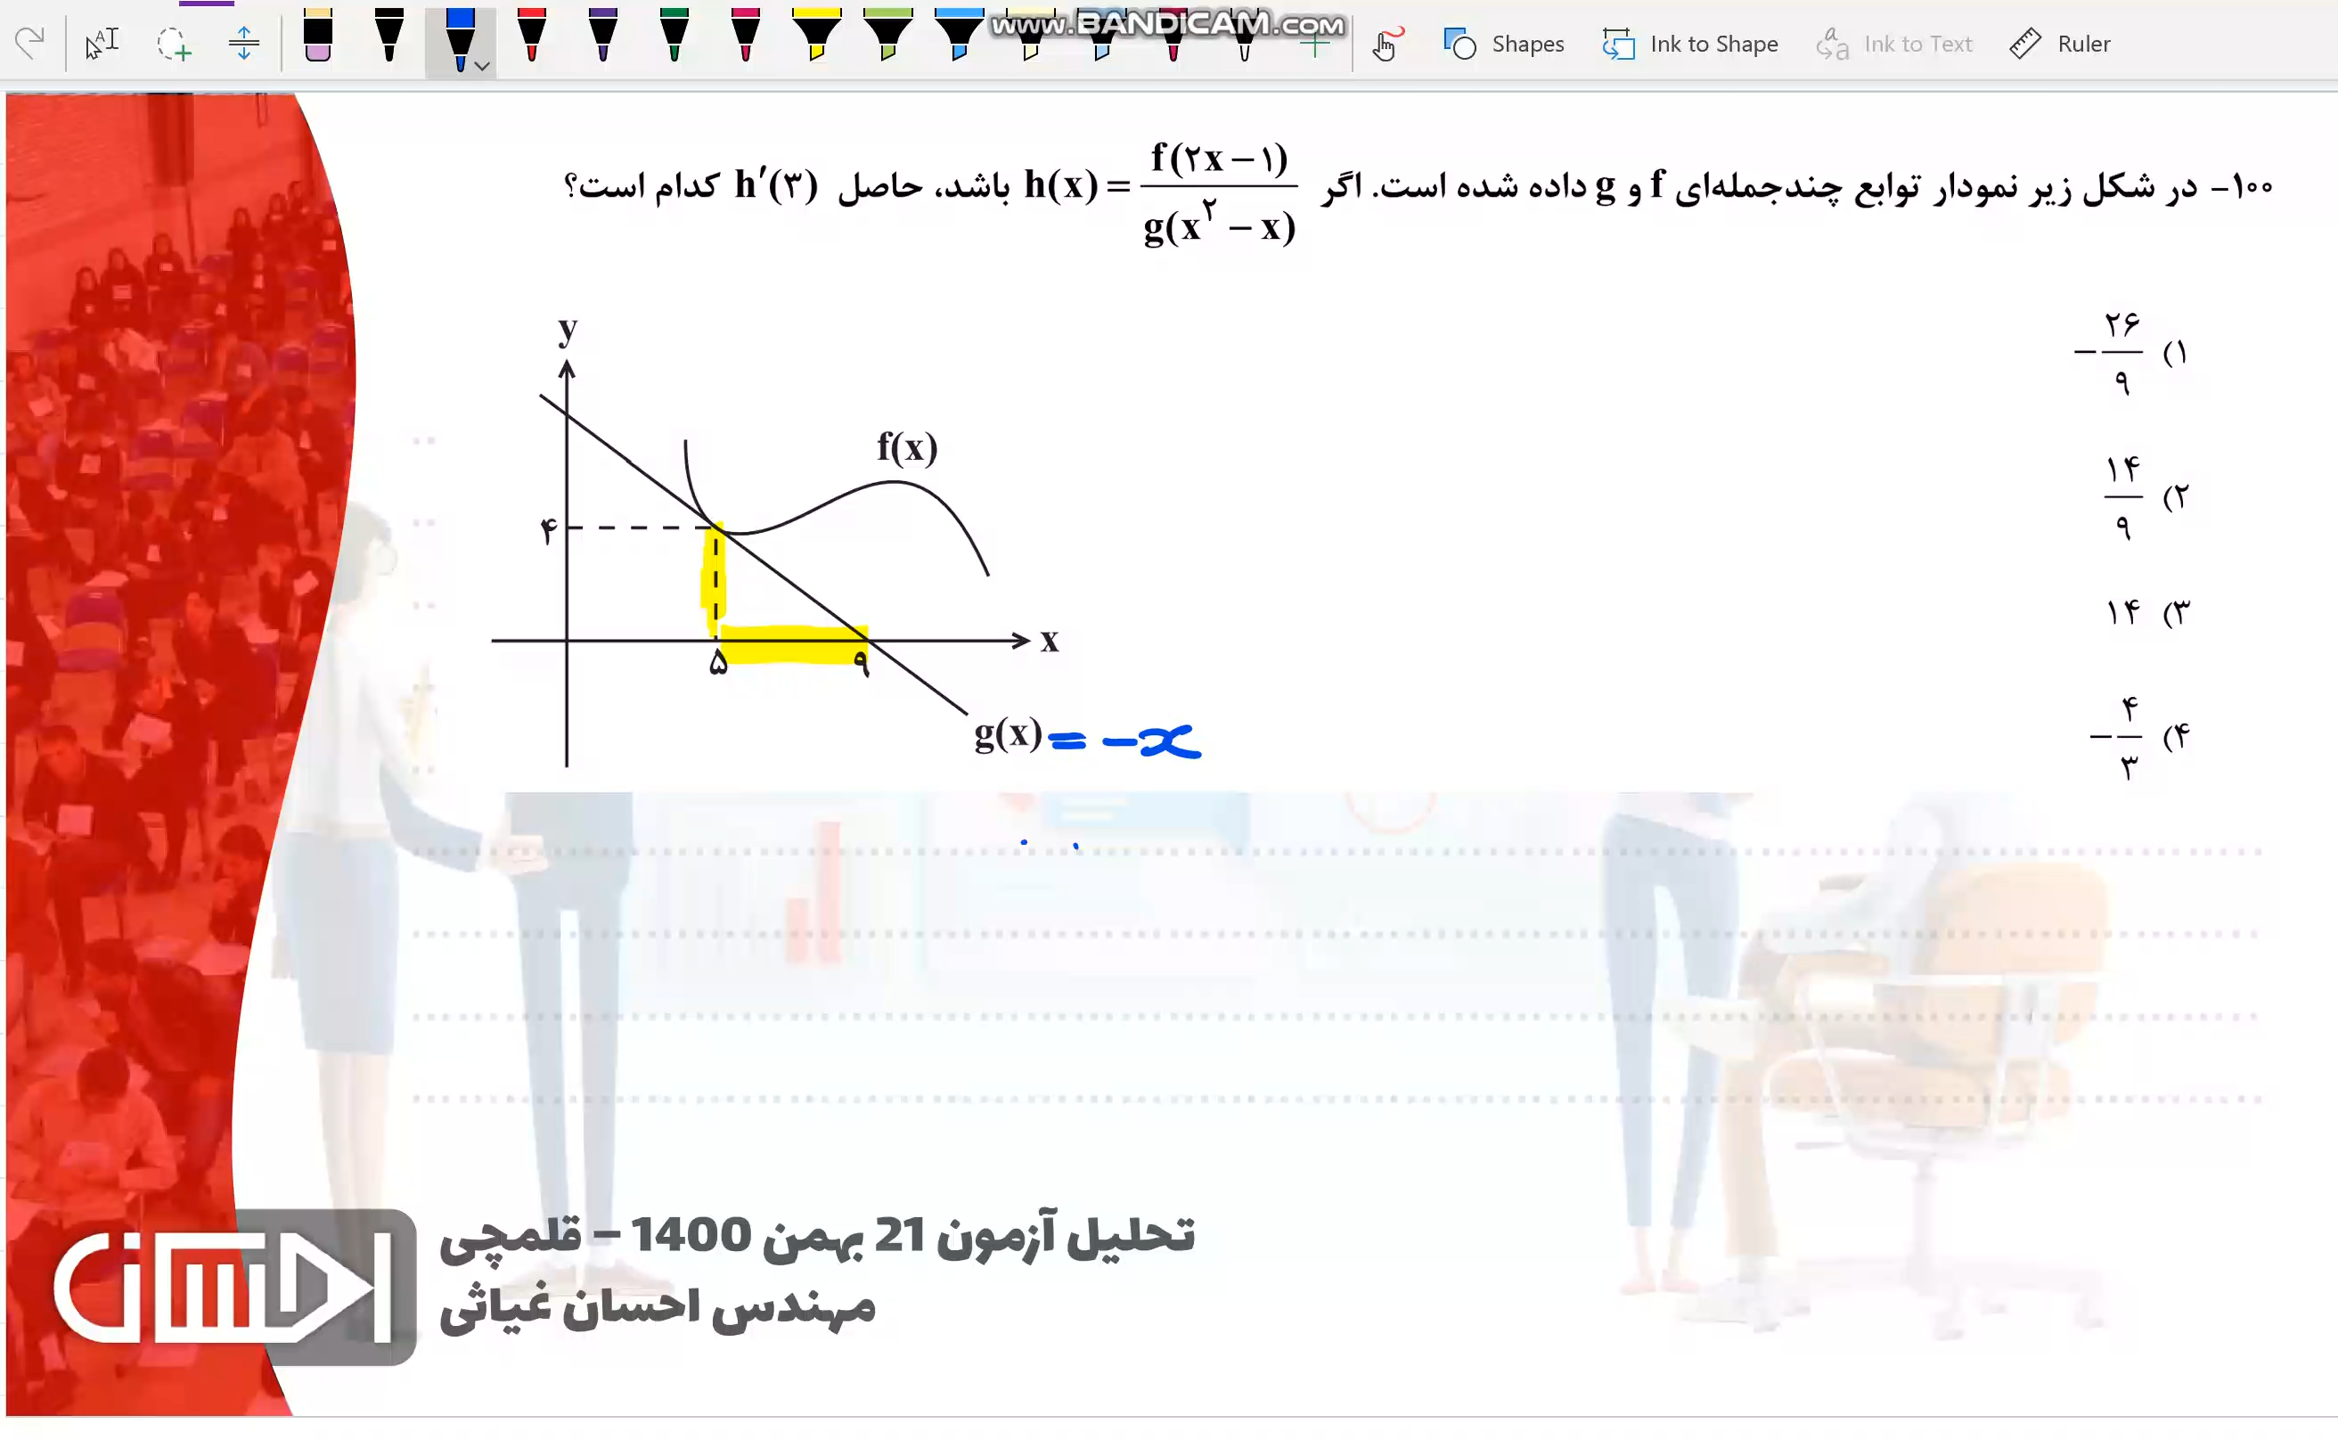 www.BANDICAM.com
Shapes
Ink to Shape
Ink to Text
Ruler
۱۰۰- در شکل زیر نمودار توابع چندجمله‌ای f و g داده شده است. اگر h(x) = f(۲x − ۱) / g(x^۲ − x) باشد، حاصل h′(۳) کدام است؟
۱) −۲۶/۹
۲) ۱۴/۹
۳) ۱۴
۴) −۴/۳
y
f(x)
۴
x
۵ ۹
g(x) = −x
تحلیل آزمون 21 بهمن 1400 – قلمچی
مهندس احسان غیاثی